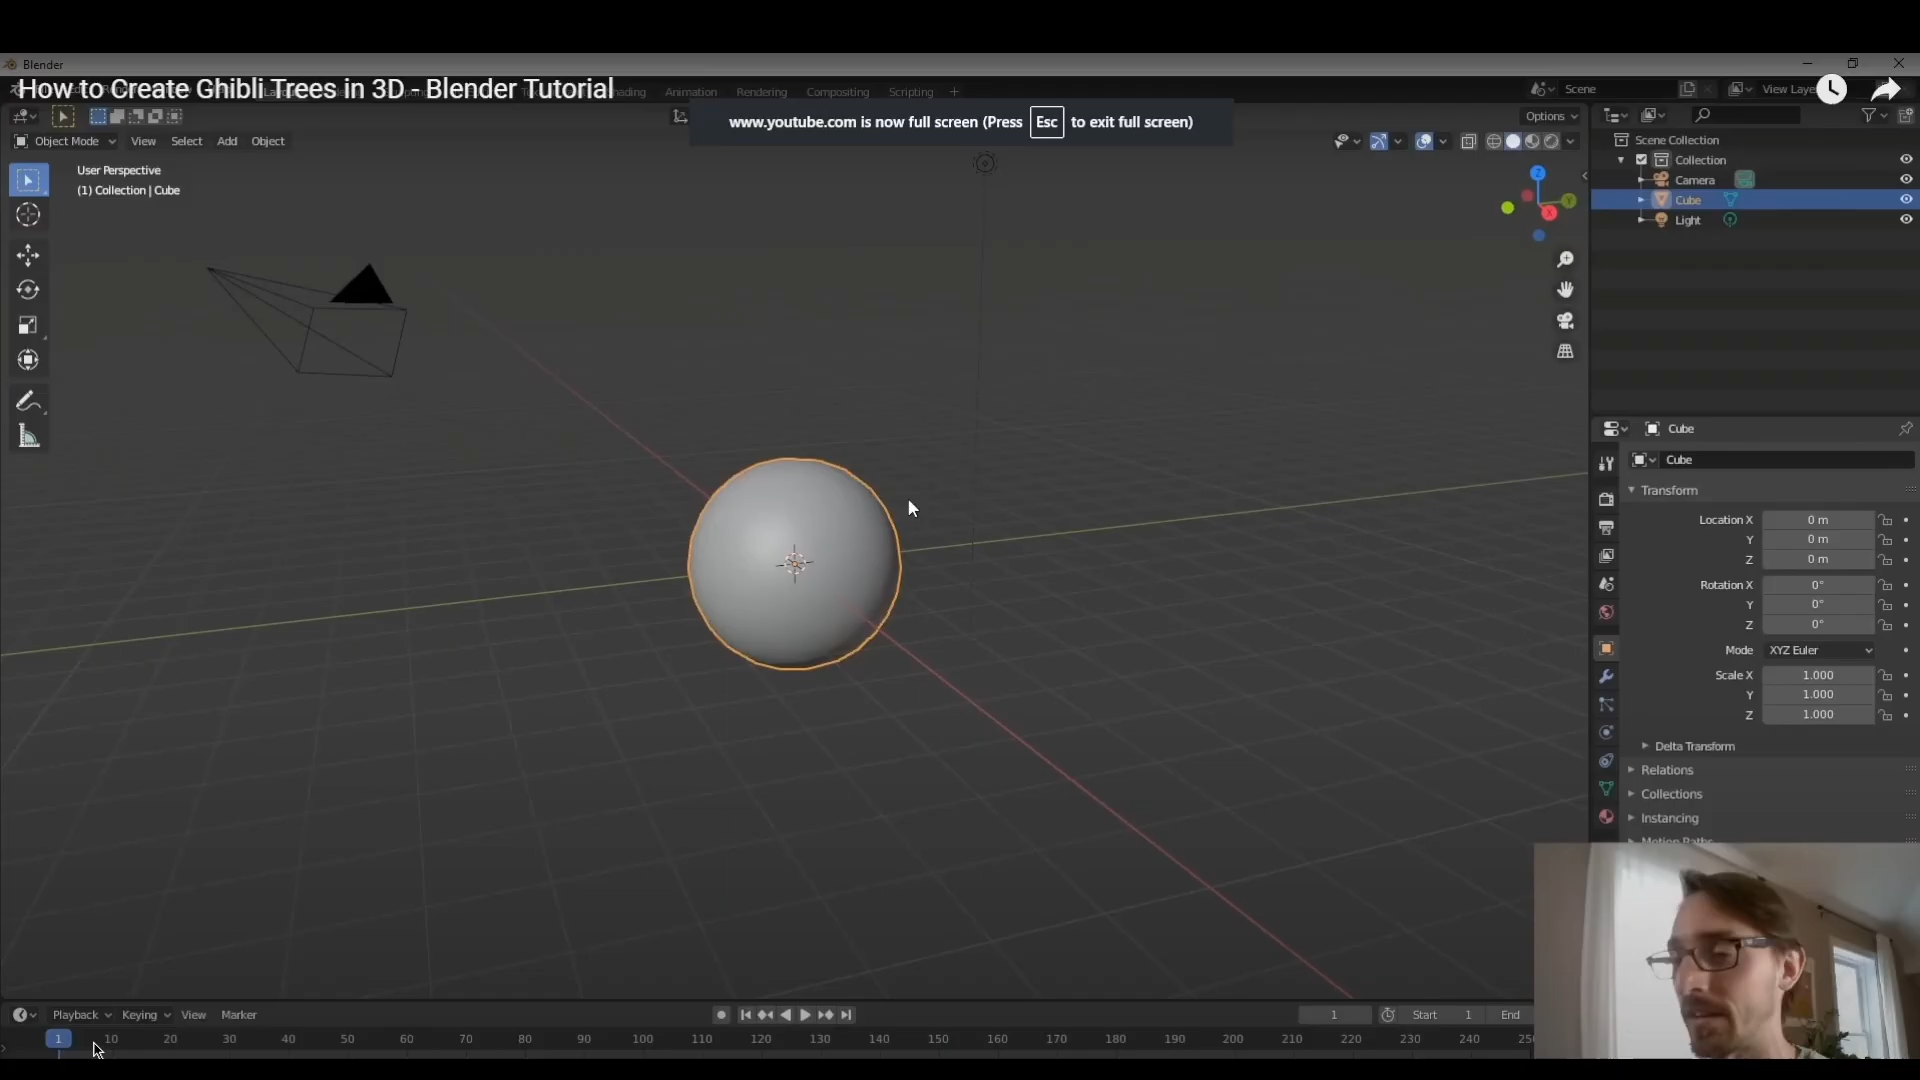 Blender
How to Create Ghibli Trees in 3D - Blender Tutorial
Animation Rendering Compositing Scripting + Scene View Laye
www.youtube.com is now full screen (Press Esc to exit full screen)
Options
Object Mode View Select Add Object
User Perspective
(1) Collection | Cube
Z
Y
X
Scene Collection
Collection
Camera
Cube
Light
Cube
Cube
Transform
Location X 0 m
Y 0 m
Z 0 m
Rotation X 0°
Y 0°
Z 0°
Mode XYZ Euler
Scale X 1.000
Y 1.000
Z 1.000
Delta Transform
Relations
Collections
Instancing
Motion Paths
Playback Keying View Marker 1 Start 1 End
1 10 20 30 40 50 60 70 80 90 100 110 120 130 140 150 160 170 180 190 200 210 220 230 240